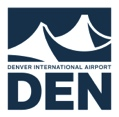 DENVER INTERNATIONAL AIRPORT
DEN